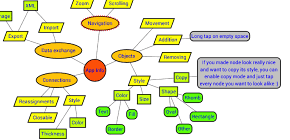 XML
Zoom
Scrolling
Image
Import
Navigation
Movement
Export
Addition
Long tap on empty space
Data exchange
Objects
Removing
App info
If you made node look really nice
and want to copy its style, you can
enable copy mode and just tap
every node you want to look alike :)
Connections
Style
Copy
Reassignments
Style
Color
Size
Shape
Rhomb
Closable
Color
Text
Fill
Oval
Rectangle
Thickness
Border
Other